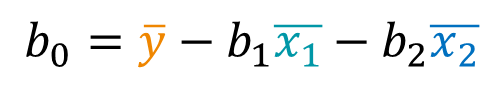 b₀ = y̅ − b₁x̅₁ − b₂x̅₂